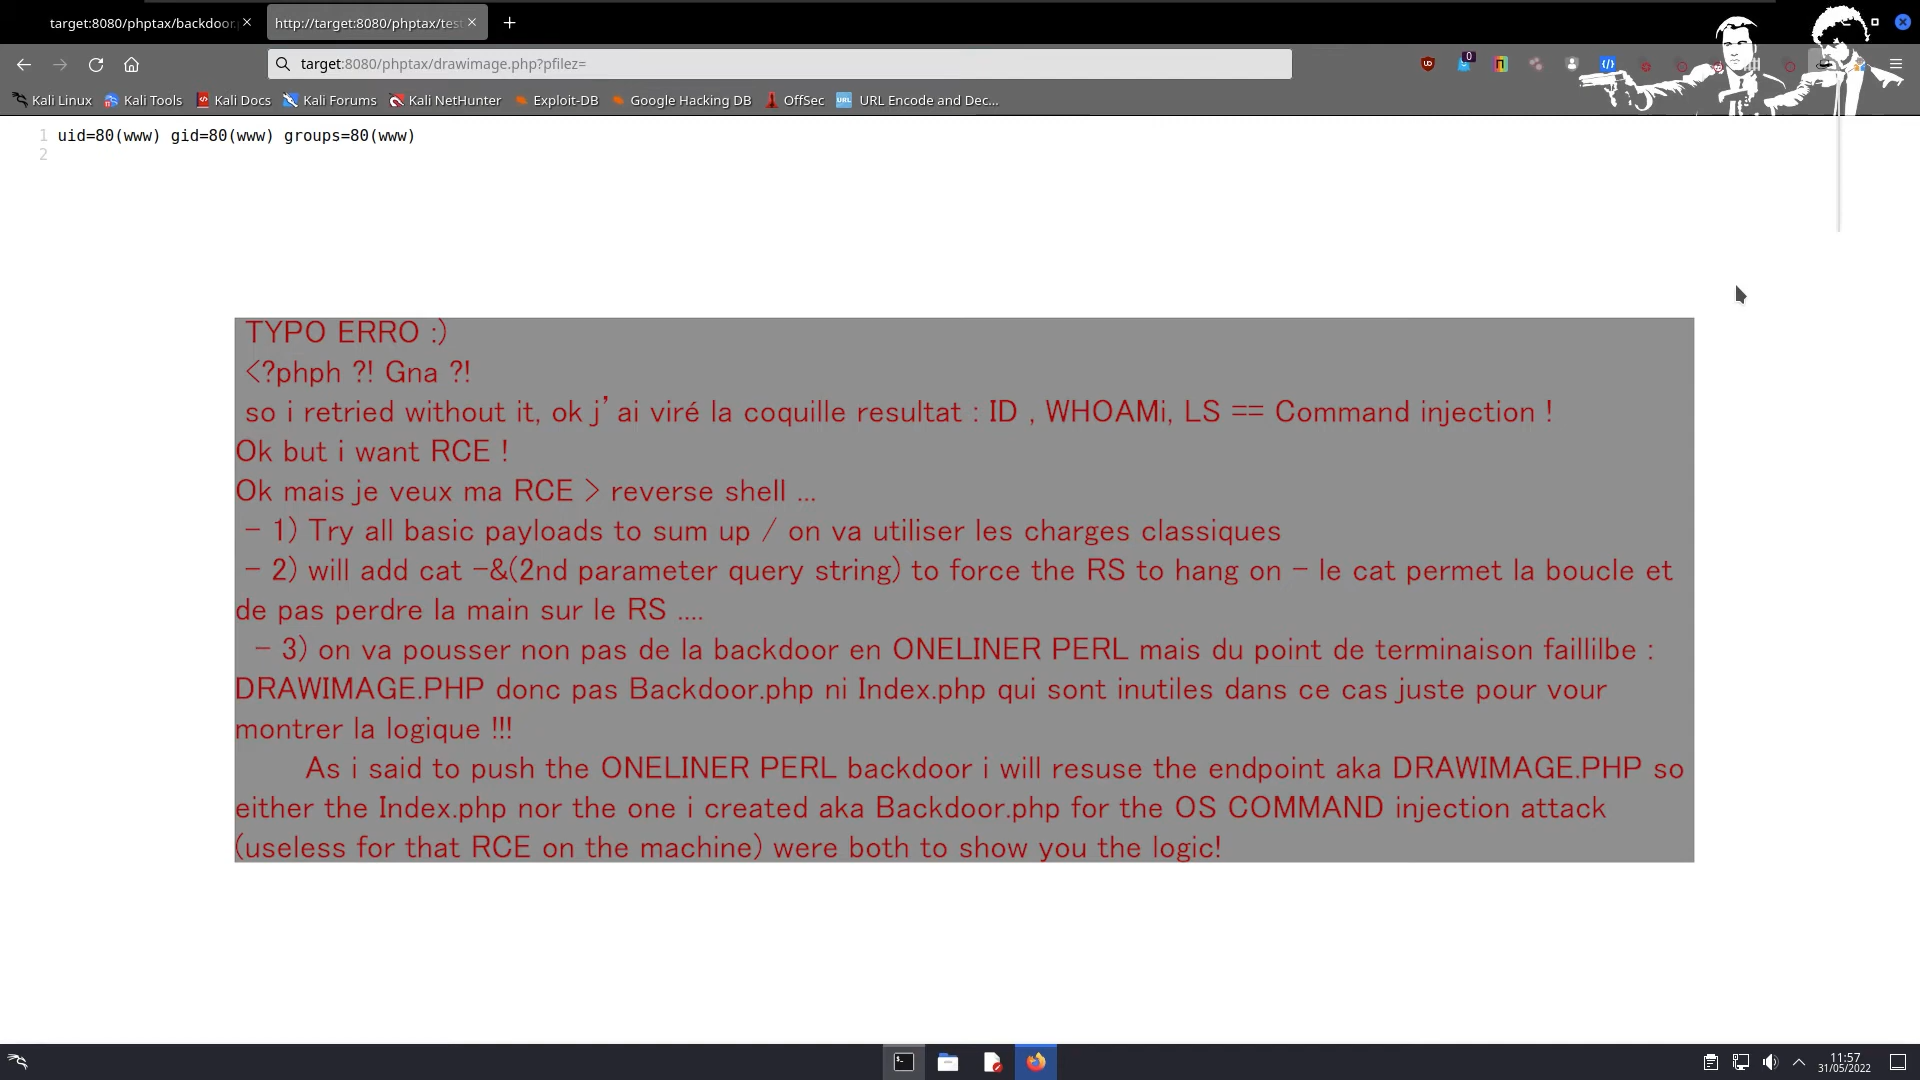 target:8080/phptax/backdoor.
http://target:8080/phptax/tes
target:8080/phptax/drawimage.php?pfilez=
0
Kali Linux Kali Tools Kali Docs Kali Forums Kali NetHunter Exploit-DB Google Hacking DB OffSec URL URL Encode and Dec...
1 uid=80(www) gid=80(www) groups=80(www)
2
TYPO ERRO :)
<?phph ?! Gna ?!
so i retried without it, ok j'ai viré la coquille resultat : ID , WHOAMi, LS == Command injection !
Ok but i want RCE !
Ok mais je veux ma RCE > reverse shell ...
- 1) Try all basic payloads to sum up / on va utiliser les charges classiques
- 2) will add cat -&(2nd parameter query string) to force the RS to hang on - le cat permet la boucle et
de pas perdre la main sur le RS ....
- 3) on va pousser non pas de la backdoor en ONELINER PERL mais du point de terminaison faillilbe :
DRAWIMAGE.PHP donc pas Backdoor.php ni Index.php qui sont inutiles dans ce cas juste pour vour
montrer la logique !!!
As i said to push the ONELINER PERL backdoor i will resuse the endpoint aka DRAWIMAGE.PHP so
either the Index.php nor the one i created aka Backdoor.php for the OS COMMAND injection attack
(useless for that RCE on the machine) were both to show you the logic!
11:57
31/05/2022